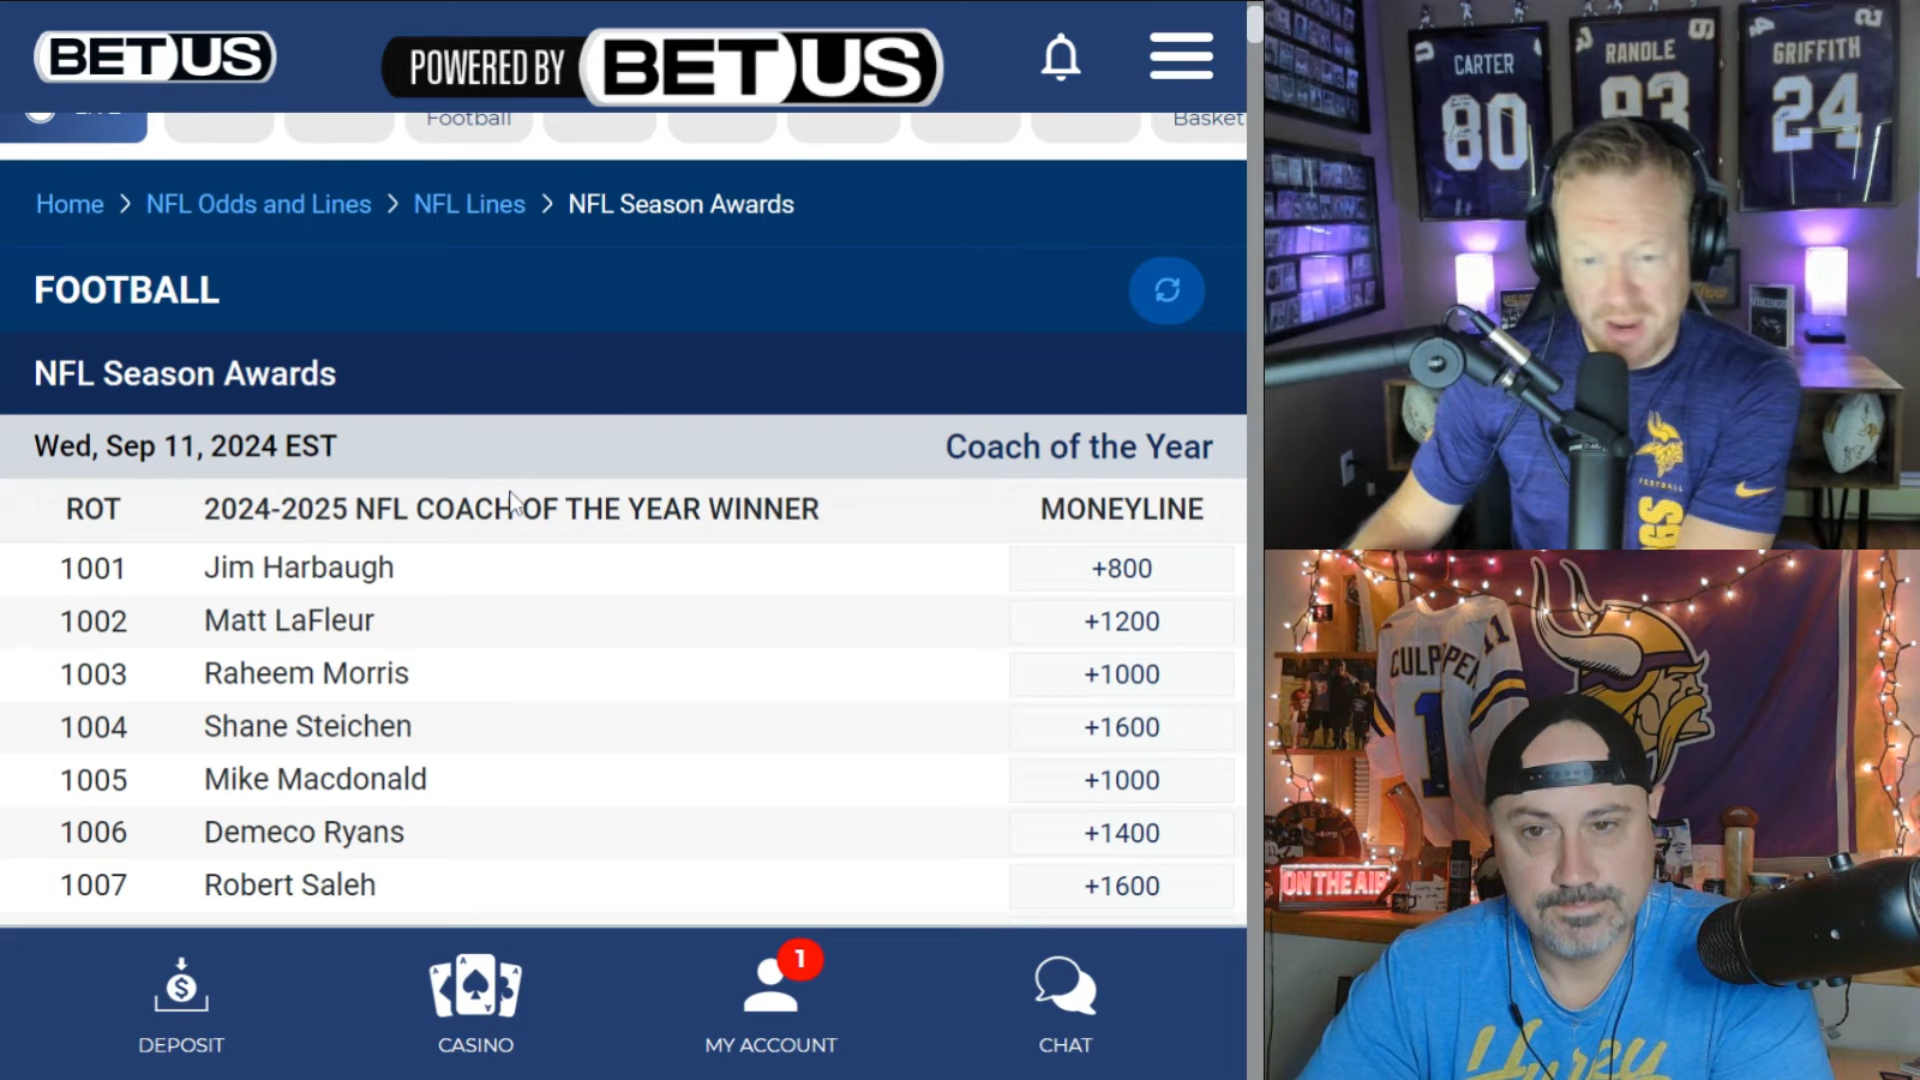 BETUS
POWERED BY BETUS
Football
Basket
Home > NFL Odds and Lines > NFL Lines > NFL Season Awards
FOOTBALL
NFL Season Awards
Wed, Sep 11, 2024 EST Coach of the Year
ROT 2024-2025 NFL COACH OF THE YEAR WINNER MONEYLINE
1001 Jim Harbaugh +800
1002 Matt LaFleur +1200
1003 Raheem Morris +1000
1004 Shane Steichen +1600
1005 Mike Macdonald +1000
1006 Demeco Ryans +1400
1007 Robert Saleh +1600
1
DEPOSIT CASINO MY ACCOUNT CHAT
CARTER
80
RANDLE
93
GRIFFITH
24
FOOTBALL
CULPEPPER
11
1
ON THE AIR